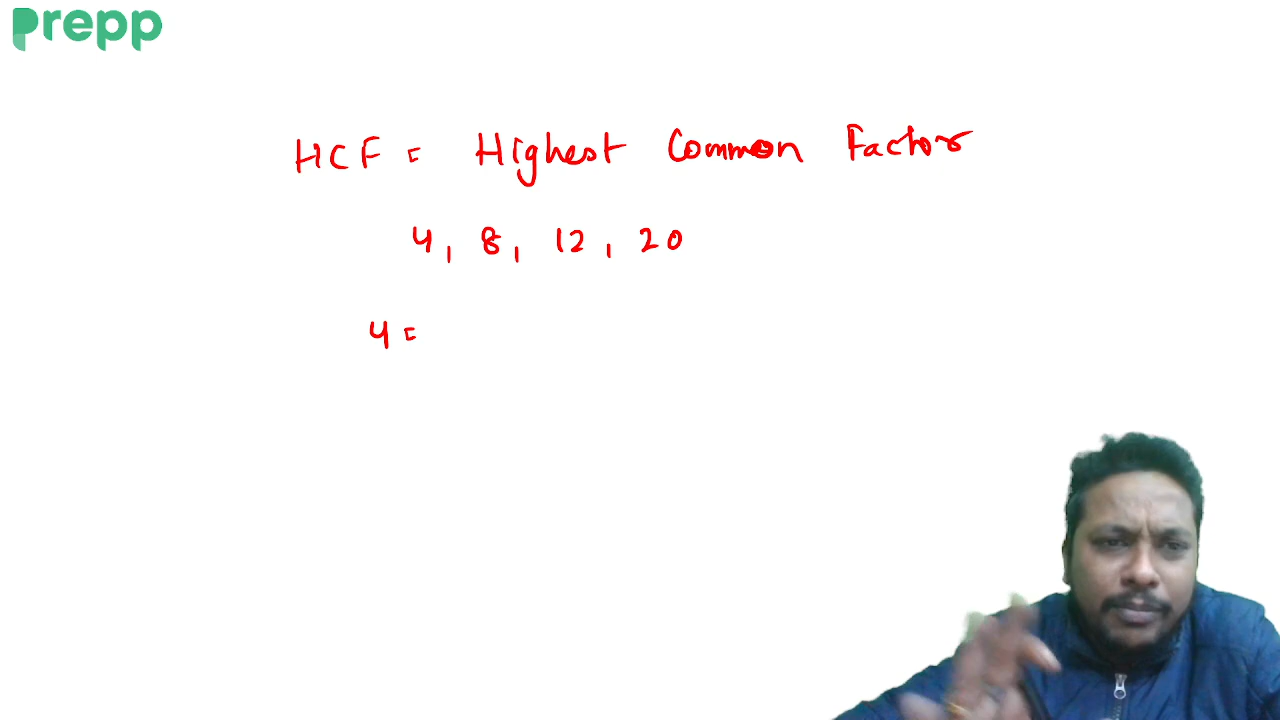 Prepp
HCF = Highest Common Factor
4, 8, 12, 20
4 =